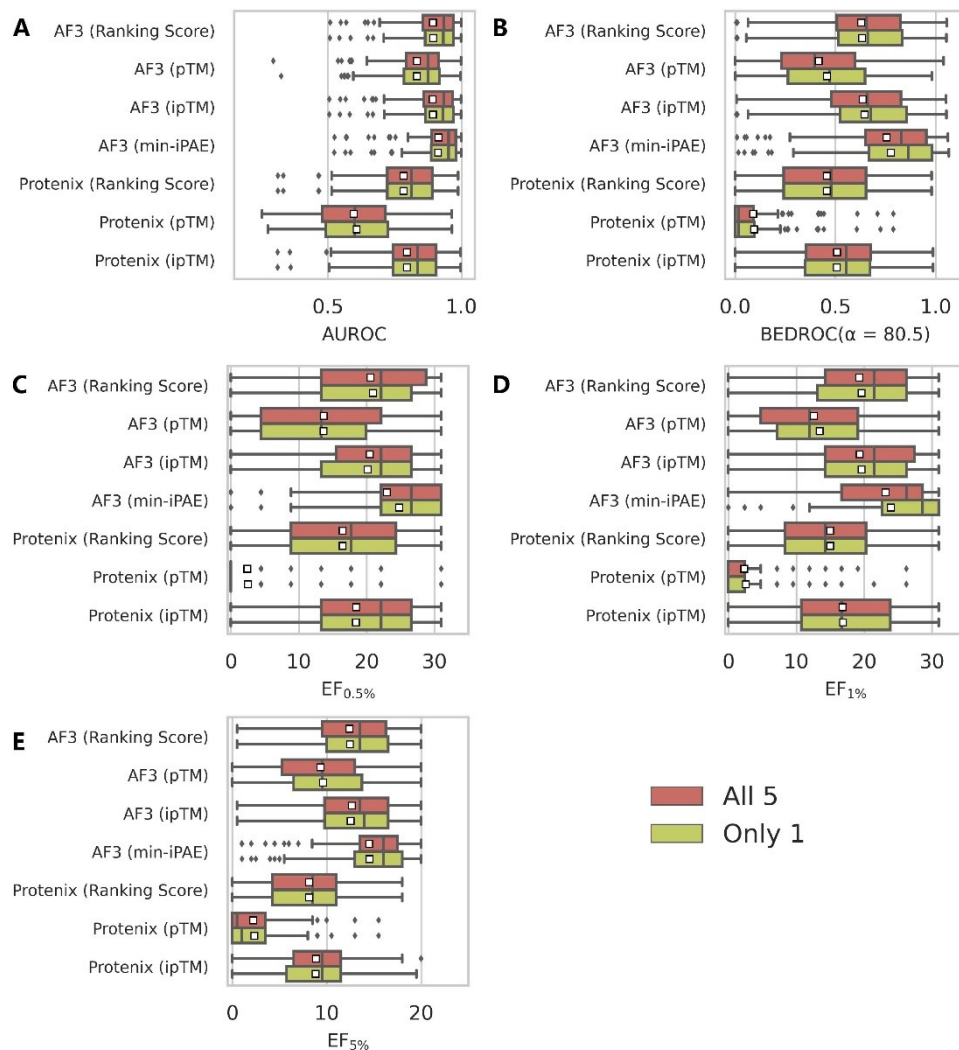 A
AF3 (Ranking Score)
AF3 (pTM)
AF3 (ipTM)
AF3 (min-iPAE)
Protenix (Ranking Score)
Protenix (pTM)
Protenix (ipTM)
0.5
1.0
AUROC
B
AF3 (Ranking Score)
AF3 (pTM)
AF3 (ipTM)
AF3 (min-iPAE)
Protenix (Ranking Score)
Protenix (pTM)
Protenix (ipTM)
0.0
0.5
1.0
BEDROC(α = 80.5)
C
AF3 (Ranking Score)
AF3 (pTM)
AF3 (ipTM)
AF3 (min-iPAE)
Protenix (Ranking Score)
Protenix (pTM)
Protenix (ipTM)
0
10
20
30
EF0.5%
D
AF3 (Ranking Score)
AF3 (pTM)
AF3 (ipTM)
AF3 (min-iPAE)
Protenix (Ranking Score)
Protenix (pTM)
Protenix (ipTM)
0
10
20
30
EF1%
E
AF3 (Ranking Score)
AF3 (pTM)
AF3 (ipTM)
AF3 (min-iPAE)
Protenix (Ranking Score)
Protenix (pTM)
Protenix (ipTM)
0
10
20
EF5%
All 5
Only 1